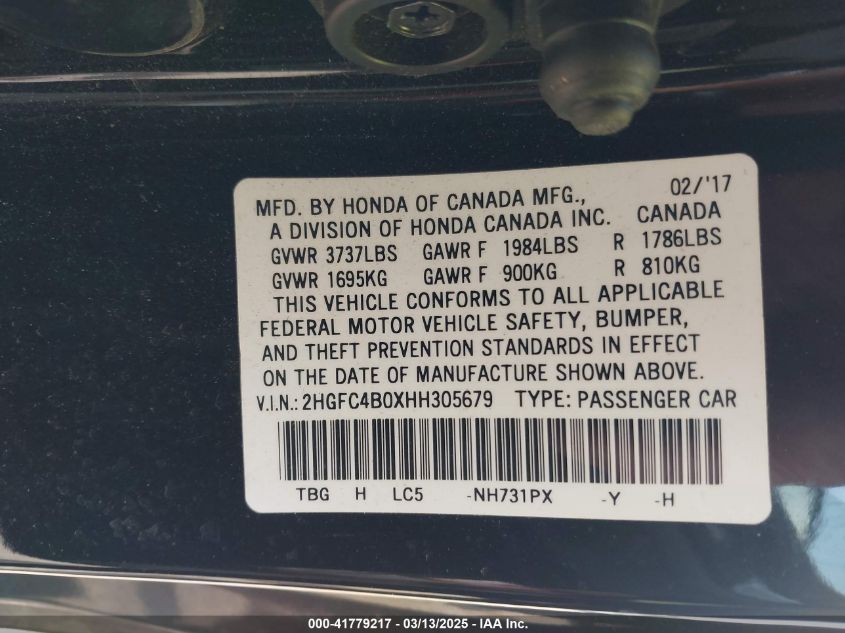 MFD. BY HONDA OF CANADA MFG., 02/'17
A DIVISION OF HONDA CANADA INC. CANADA
GVWR 3737LBS GAWR F 1984LBS R 1786LBS
GVWR 1695KG GAWR F 900KG R 810KG
THIS VEHICLE CONFORMS TO ALL APPLICABLE
FEDERAL MOTOR VEHICLE SAFETY, BUMPER,
AND THEFT PREVENTION STANDARDS IN EFFECT
ON THE DATE OF MANUFACTURE SHOWN ABOVE.
V.I.N.: 2HGFC4B0XHH305679 TYPE: PASSENGER CAR
TBG H LC5 -NH731PX -Y -H
000-41779217 - 03/13/2025 - IAA Inc.